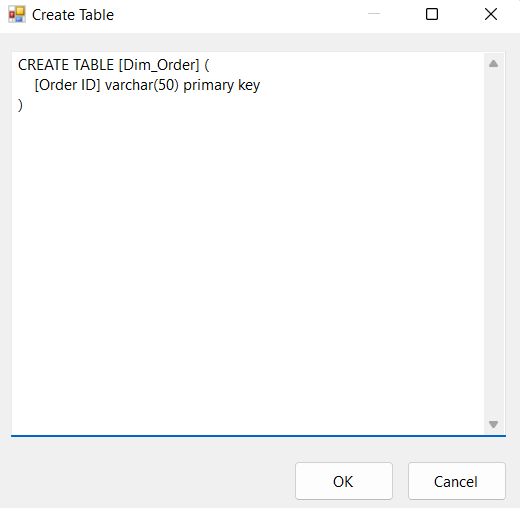 Create Table
CREATE TABLE [Dim_Order] (
    [Order ID] varchar(50) primary key
)
OK
Cancel